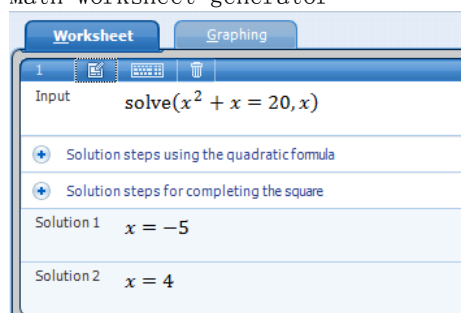 Math worksheet generator
Worksheet Graphing
1
Input solve(x² + x = 20, x)
Solution steps using the quadratic formula
Solution steps for completing the square
Solution 1 x = −5
Solution 2 x = 4